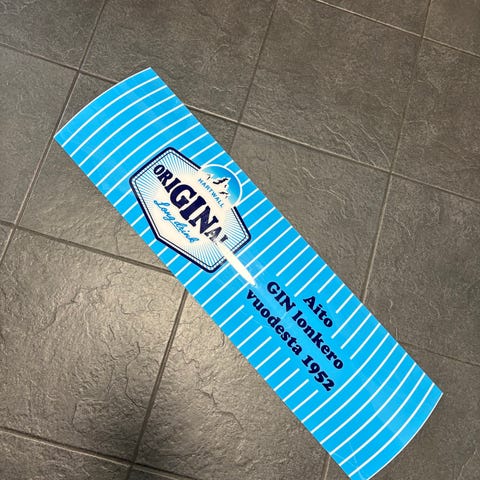 HARTWALL
ORIGINAL
Long drink
Aito
GIN lonkero
vuodesta 1952